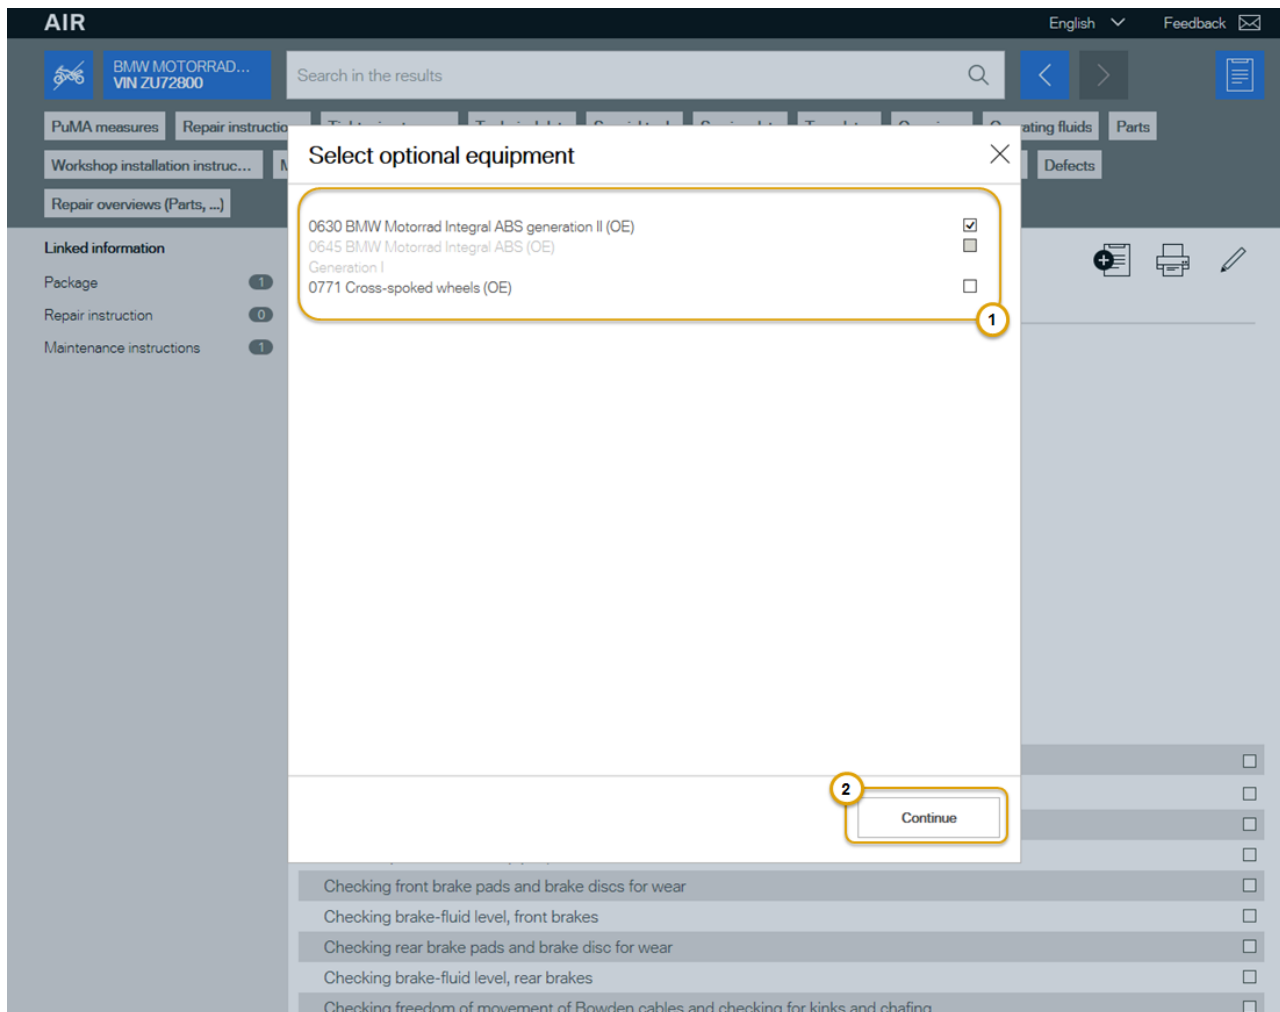 AIR
English
Feedback
BMW MOTORRAD...
VIN ZU72800
Search in the results
PuMA measures
Repair instructio
ating fluids
Parts
Workshop installation instruc...
Defects
Repair overviews (Parts, ...)
Select optional equipment
0630 BMW Motorrad Integral ABS generation II (OE)
0645 BMW Motorrad Integral ABS (OE)
Generation I
0771 Cross-spoked wheels (OE)
1
Linked information
Package 1
Repair instruction 0
Maintenance instructions 1
2
Continue
Checking front brake pads and brake discs for wear
Checking brake-fluid level, front brakes
Checking rear brake pads and brake disc for wear
Checking brake-fluid level, rear brakes
Checking freedom of movement of Bowden cables and checking for kinks and chafing